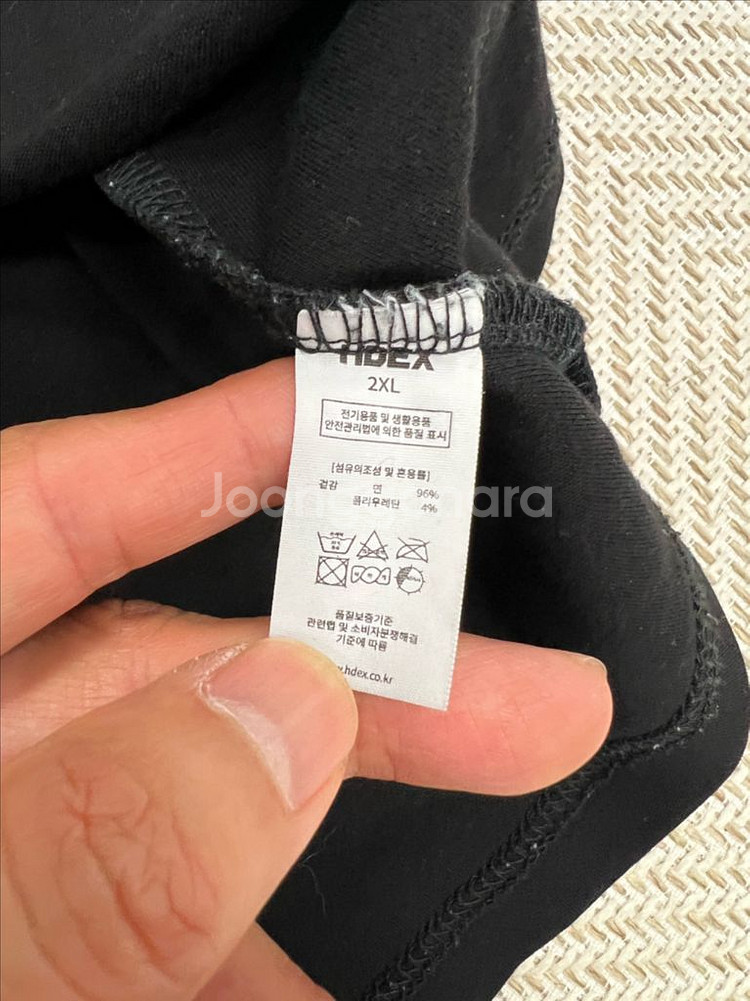 HDEX
2XL
전기용품 및 생활용품
안전관리법에 의한 품질 표시
[섬유의조성 및 혼용률]
겉감 면 96%
폴리우레탄 4%
Joonggonara
품질보증기준
관련법 및 소비자분쟁해결
기준에 따름
.hdex.co.kr